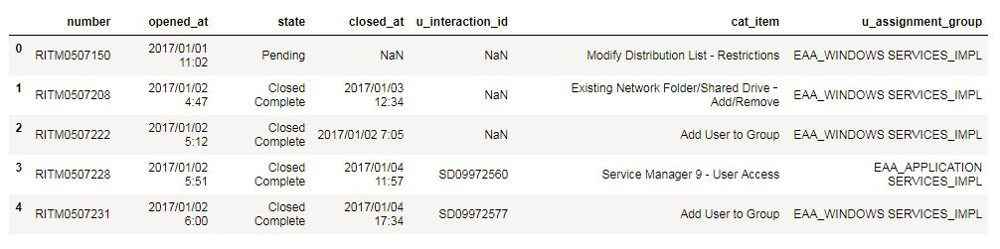 number opened_at state closed_at u_interaction_id cat_item u_assignment_group
0 RITM0507150 2017/01/01 11:02 Pending NaN NaN Modify Distribution List - Restrictions EAA_WINDOWS SERVICES_IMPL
1 RITM0507208 2017/01/02 4:47 Closed Complete 2017/01/03 12:34 NaN Existing Network Folder/Shared Drive - Add/Remove EAA_WINDOWS SERVICES_IMPL
2 RITM0507222 2017/01/02 5:12 Closed Complete 2017/01/02 7:05 NaN Add User to Group EAA_WINDOWS SERVICES_IMPL
3 RITM0507228 2017/01/02 5:51 Closed Complete 2017/01/04 11:57 SD09972560 Service Manager 9 - User Access EAA_APPLICATION SERVICES_IMPL
4 RITM0507231 2017/01/02 6:00 Closed Complete 2017/01/04 17:34 SD09972577 Add User to Group EAA_WINDOWS SERVICES_IMPL